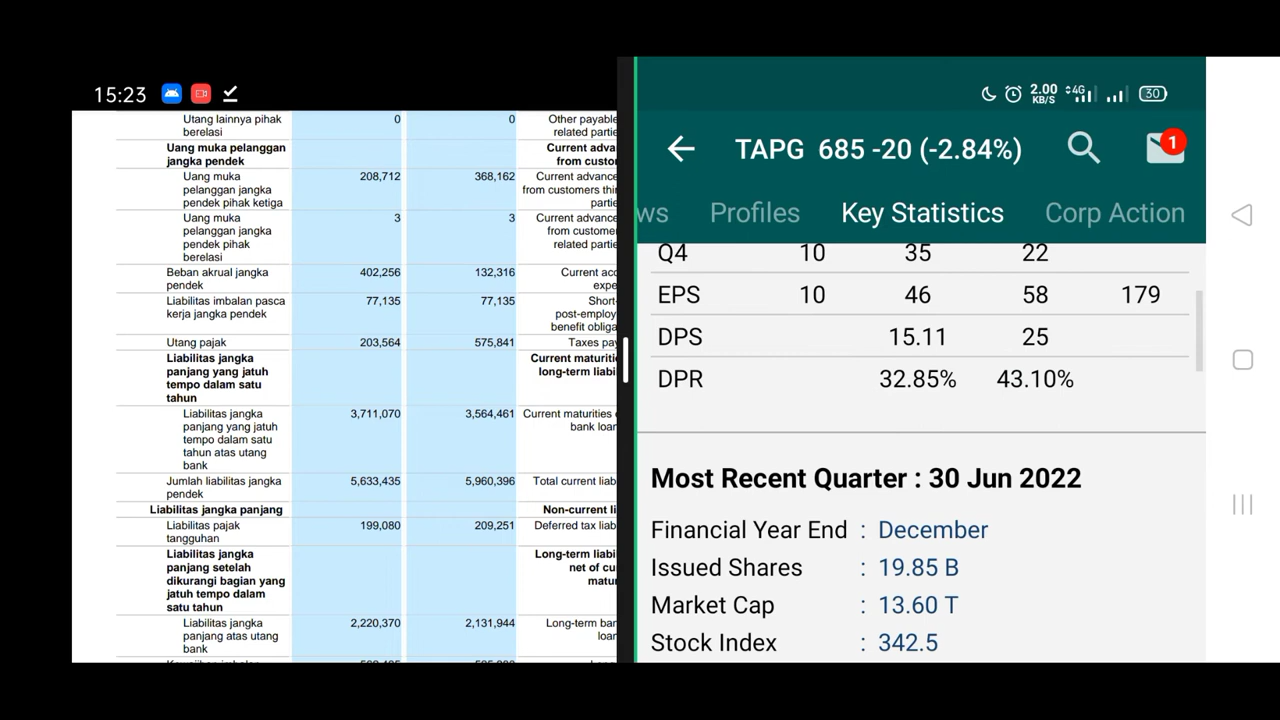 15:23
Utang lainnya pihak 0 0 Other payable
berelasi related partie
Uang muka pelanggan Current adva
jangka pendek from custo
Uang muka 208,712 368,162 Current advance
pelanggan jangka from customers thi
pendek pihak ketiga partie
Uang muka 3 3 Current advance
pelanggan jangka from custome
pendek pihak related partie
berelasi
Beban akrual jangka 402,256 132,316 Current acc
pendek expe
Liabilitas imbalan pasca 77,135 77,135 Short-
kerja jangka pendek post-employ
benefit obliga
Utang pajak 203,564 575,841 Taxes pay
Liabilitas jangka Current maturiti
panjang yang jatuh long-term liabi
tempo dalam satu
tahun
Liabilitas jangka 3,711,070 3,564,461 Current maturities o
panjang yang jatuh bank loan
tempo dalam satu
tahun atas utang
bank
Jumlah liabilitas jangka 5,633,435 5,960,396 Total current liab
pendek
Liabilitas jangka panjang Non-current li
Liabilitas pajak 199,080 209,251 Deferred tax liab
tangguhan
Liabilitas jangka Long-term liabil
panjang setelah net of cu
dikurangi bagian yang matur
jatuh tempo dalam
satu tahun
Liabilitas jangka 2,220,370 2,131,944 Long-term ban
panjang atas utang loan
bank
2.00 KB/S 4G 30
TAPG 685 -20 (-2.84%) 1
ws Profiles Key Statistics Corp Action
Q4 10 35 22
EPS 10 46 58 179
DPS 15.11 25
DPR 32.85% 43.10%
Most Recent Quarter : 30 Jun 2022
Financial Year End : December
Issued Shares : 19.85 B
Market Cap : 13.60 T
Stock Index : 342.5